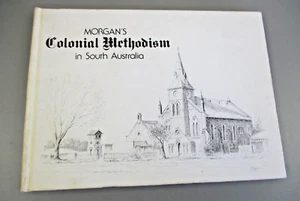 MORGAN'S
Colonial Methodism
in South Australia